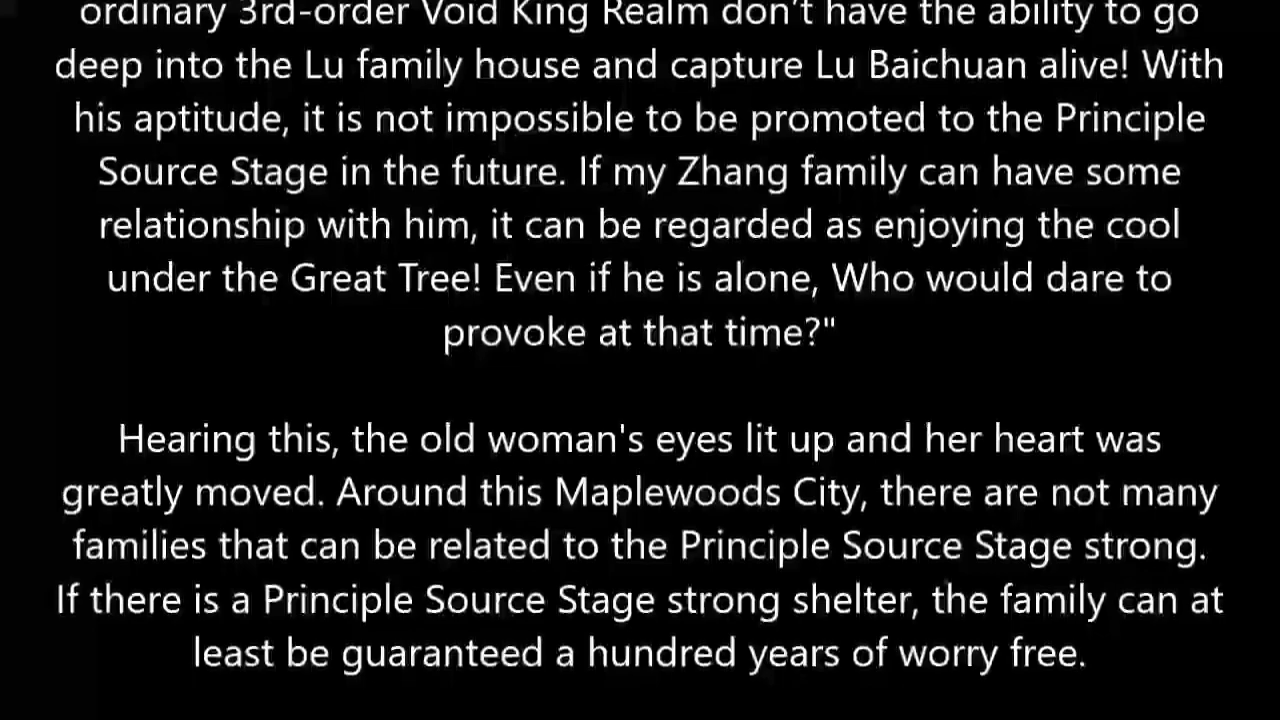 ordinary 3rd-order Void King Realm don't have the ability to go
deep into the Lu family house and capture Lu Baichuan alive! With
his aptitude, it is not impossible to be promoted to the Principle
Source Stage in the future. If my Zhang family can have some
relationship with him, it can be regarded as enjoying the cool
under the Great Tree! Even if he is alone, Who would dare to
provoke at that time?"
Hearing this, the old woman's eyes lit up and her heart was
greatly moved. Around this Maplewoods City, there are not many
families that can be related to the Principle Source Stage strong.
If there is a Principle Source Stage strong shelter, the family can at
least be guaranteed a hundred years of worry free.